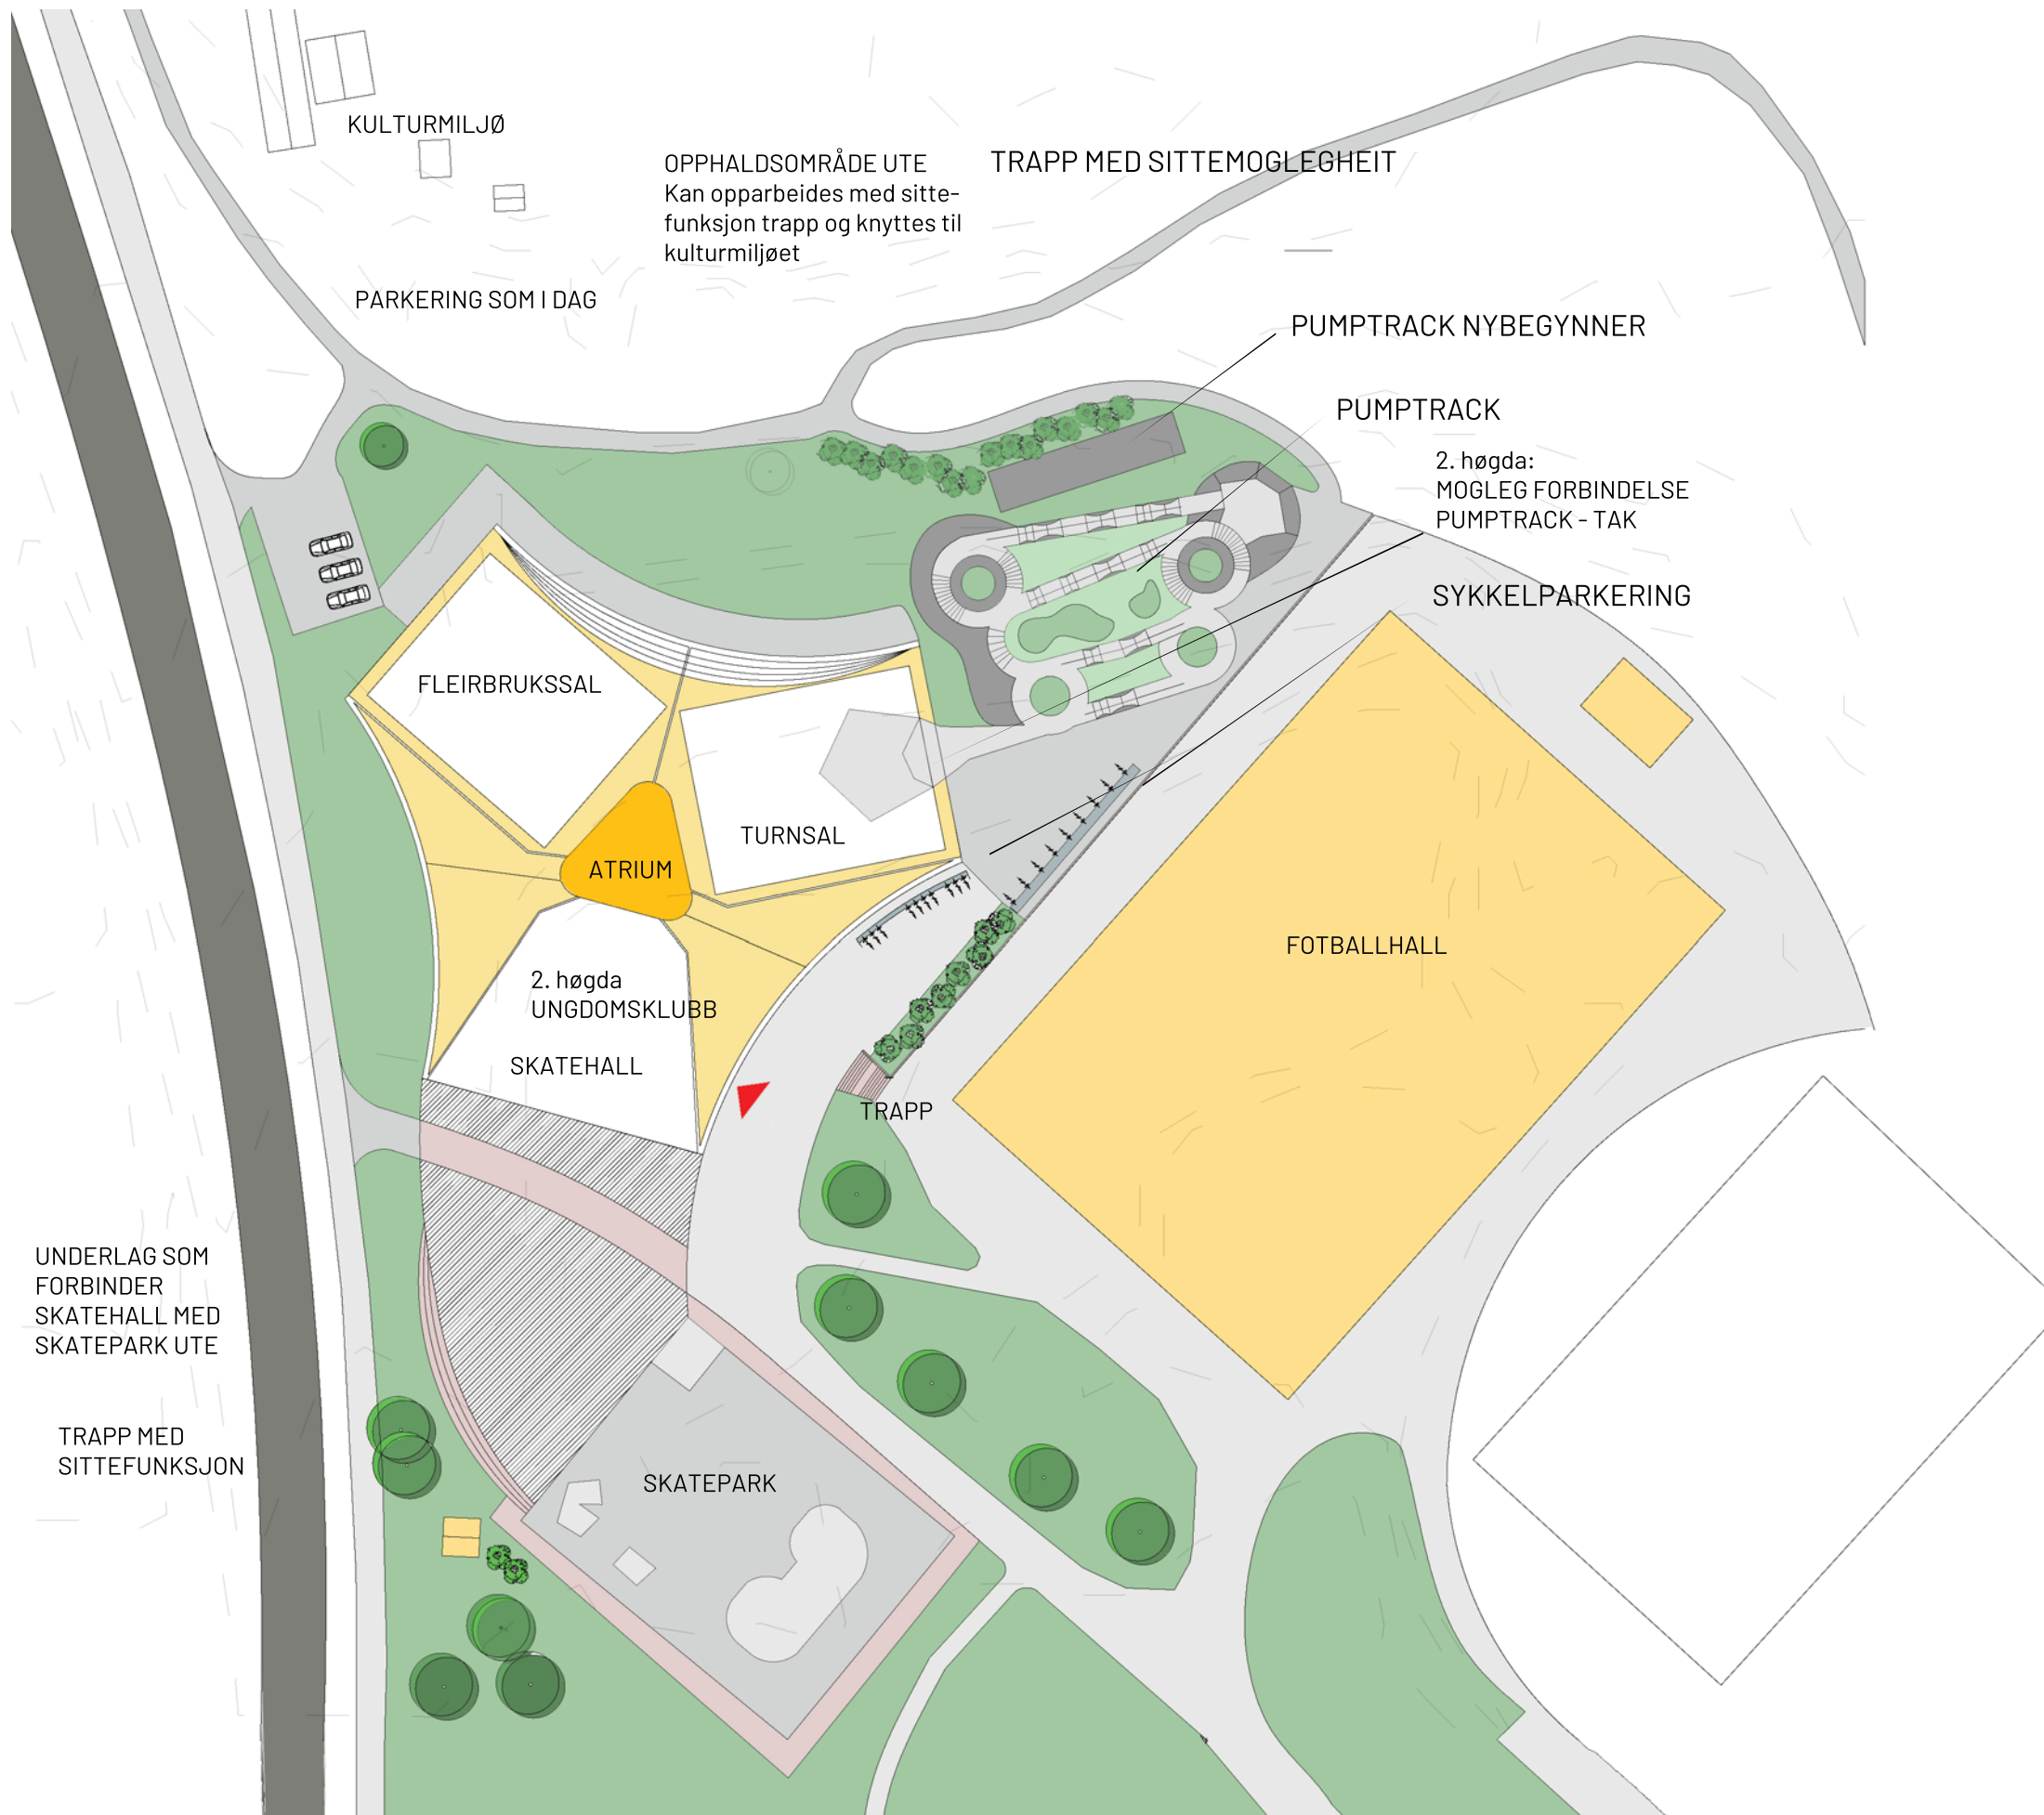 KULTURMILJØ
OPPHALDSOMRÅDE UTE
Kan opparbeides med sitte-
funksjon trapp og knyttes til
kulturmiljøet
TRAPP MED SITTEMOGLEGHEIT
PARKERING SOM I DAG
PUMPTRACK NYBEGYNNER
PUMPTRACK
2. høgda:
MOGLEG FORBINDELSE
PUMPTRACK - TAK
SYKKELPARKERING
FLEIRBRUKSSAL
TURNSAL
ATRIUM
FOTBALLHALL
2. høgda
UNGDOMSKLUBB
SKATEHALL
TRAPP
UNDERLAG SOM
FORBINDER
SKATEHALL MED
SKATEPARK UTE
TRAPP MED
SITTEFUNKSJON
SKATEPARK